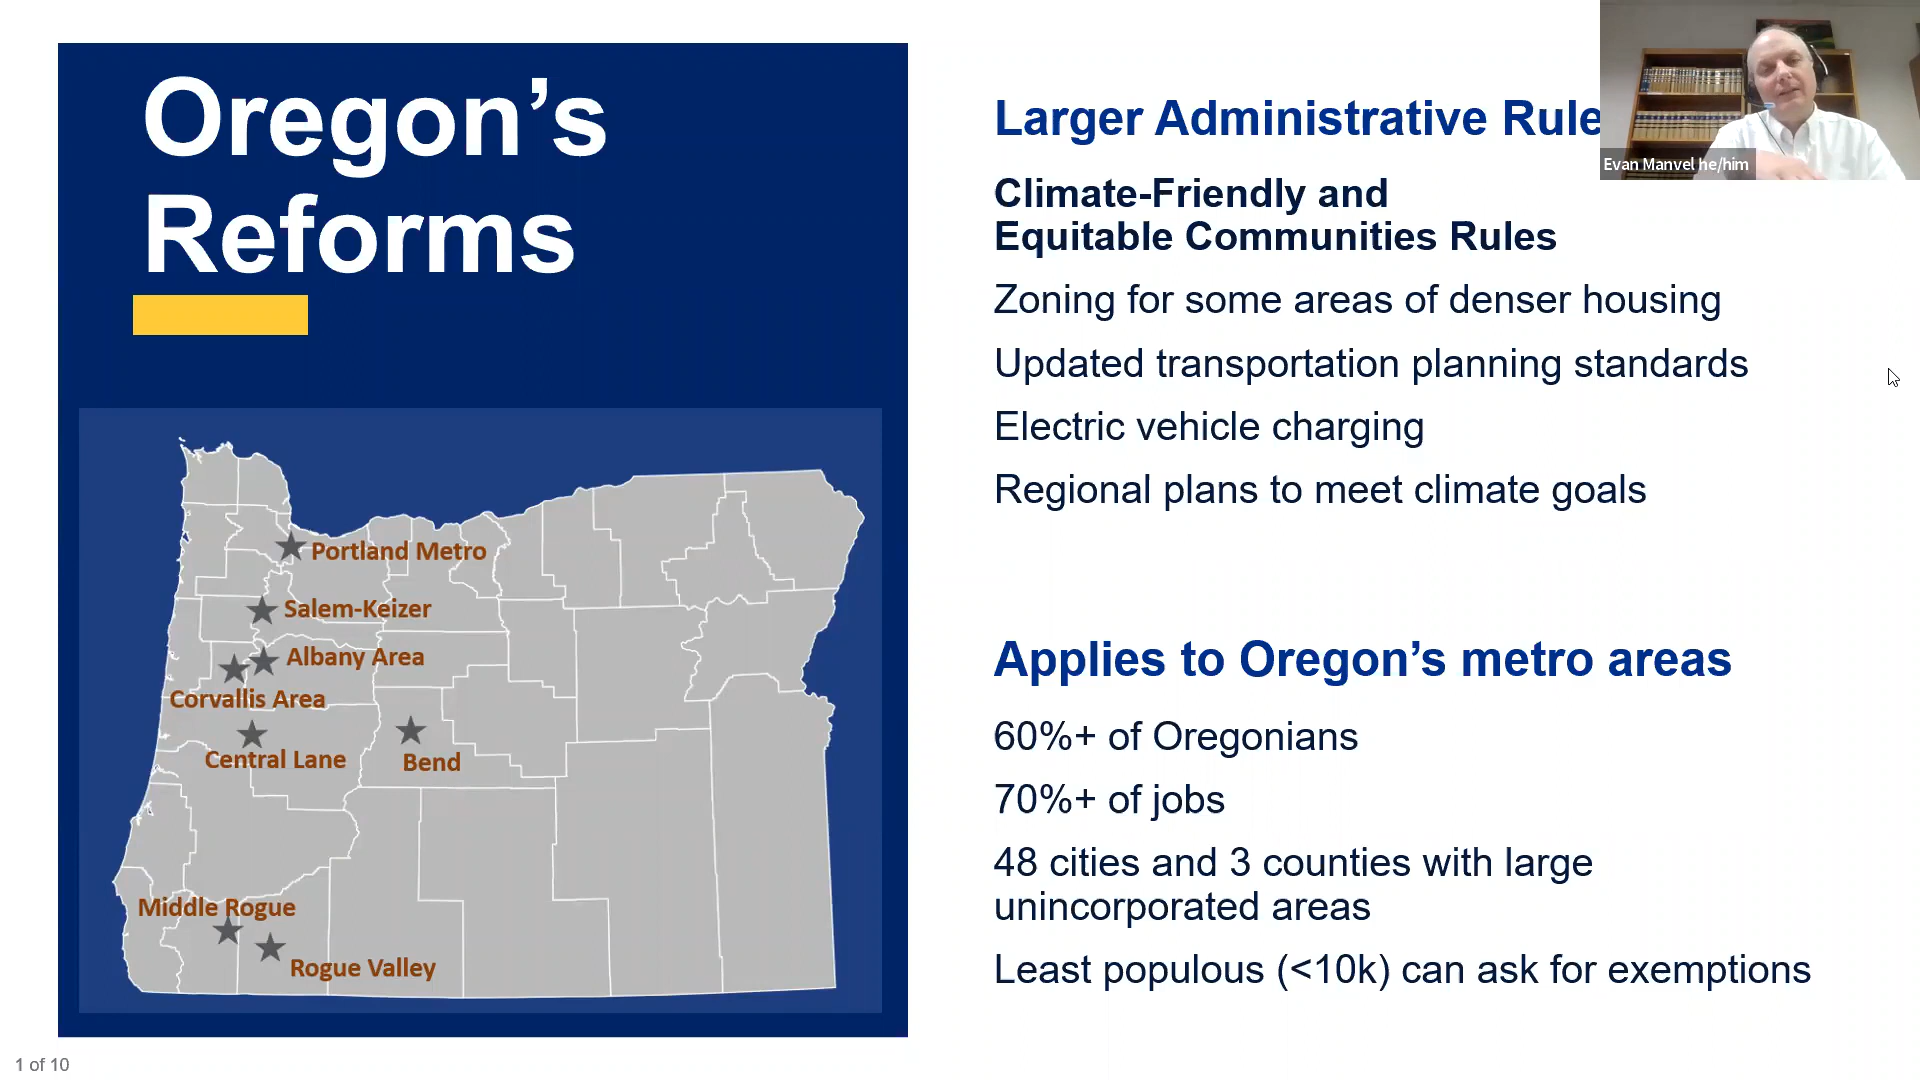 Oregon’s
Reforms
Portland Metro
Salem-Keizer
Albany Area
Corvallis Area
Central Lane
Bend
Middle Rogue
Rogue Valley
Larger Administrative Rule
Climate-Friendly and
Equitable Communities Rules
Zoning for some areas of denser housing
Updated transportation planning standards
Electric vehicle charging
Regional plans to meet climate goals
Applies to Oregon’s metro areas
60%+ of Oregonians
70%+ of jobs
48 cities and 3 counties with large
unincorporated areas
Least populous (<10k) can ask for exemptions
Evan Manvel he/him
1 of 10